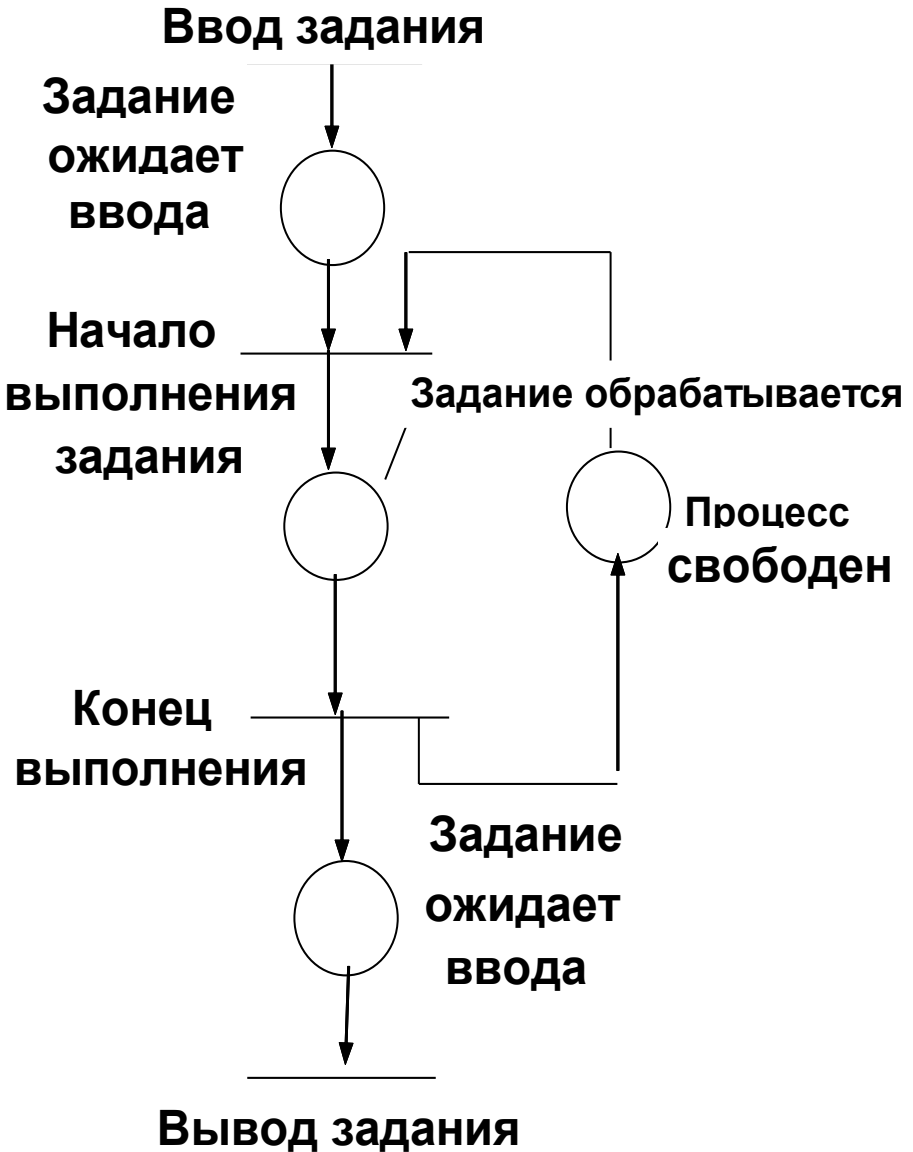 Ввод задания
Задание
ожидает
ввода
Начало
выполнения
задания
Задание обрабатывается
Процесс
свободен
Конец
выполнения
Задание
ожидает
ввода
Вывод задания